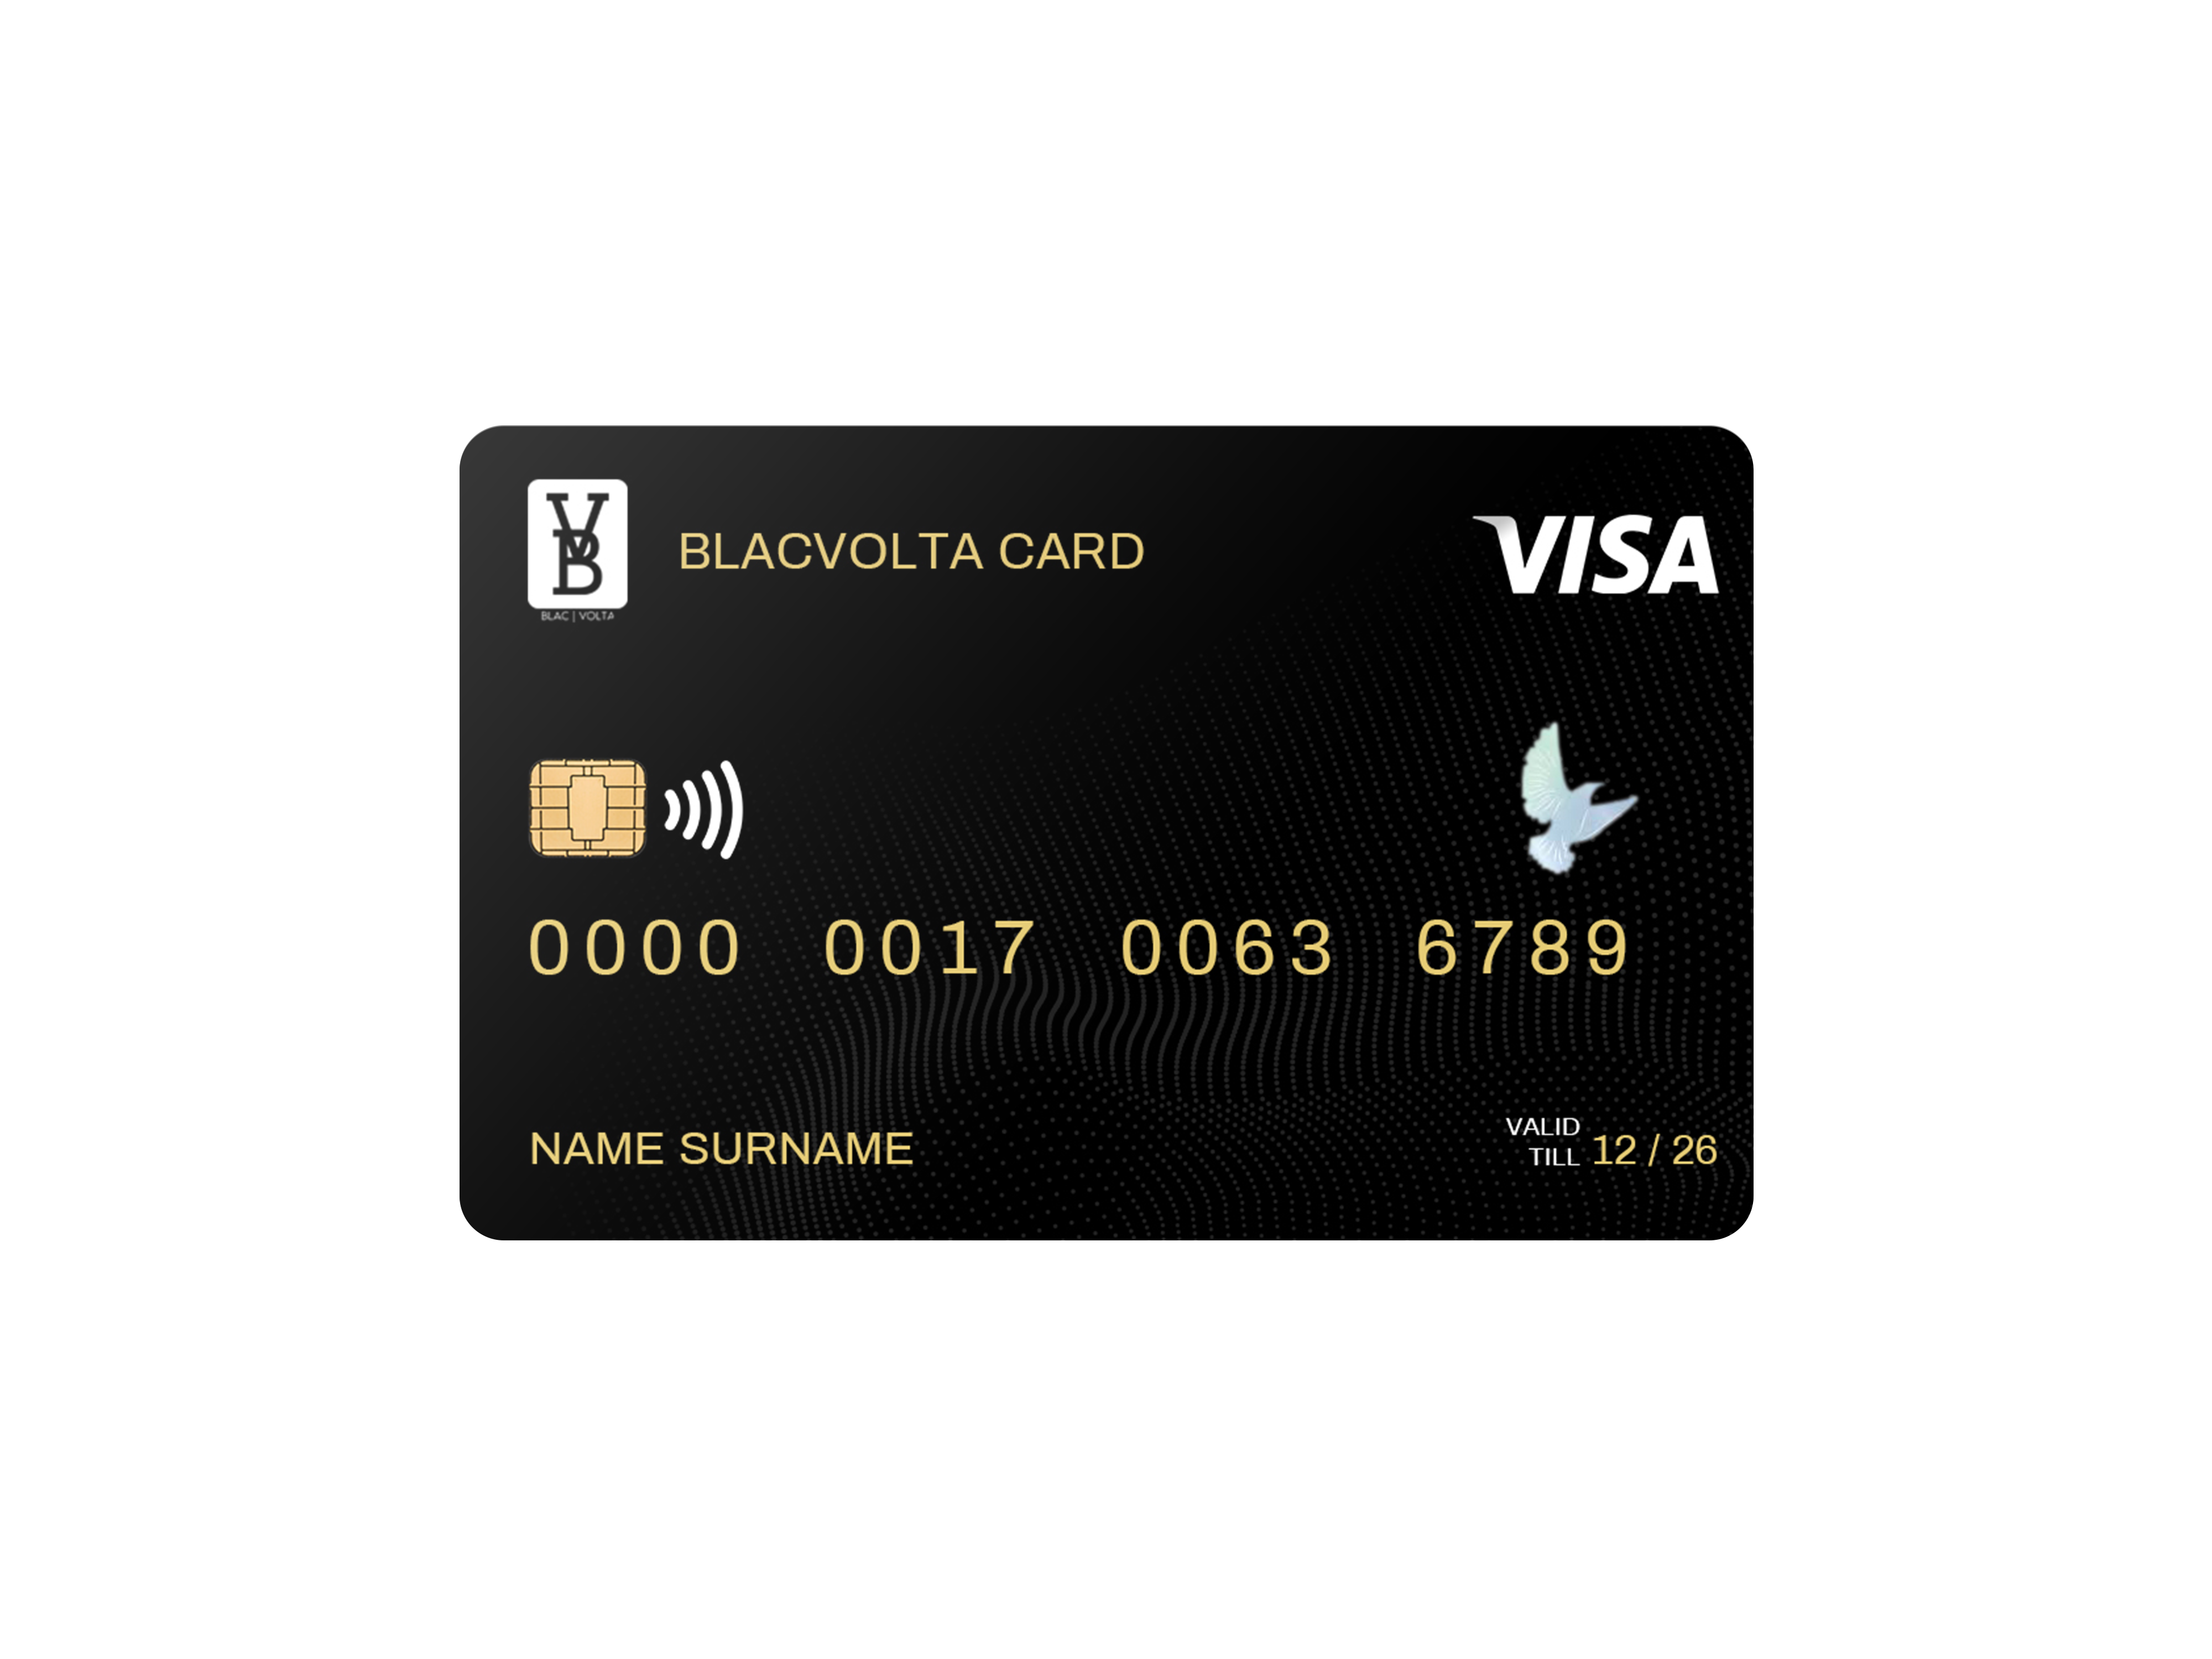 VB
BLAC | VOLTA
BLACVOLTA CARD
VISA
0000 0017 0063 6789
NAME SURNAME
VALID
TILL 12 / 26